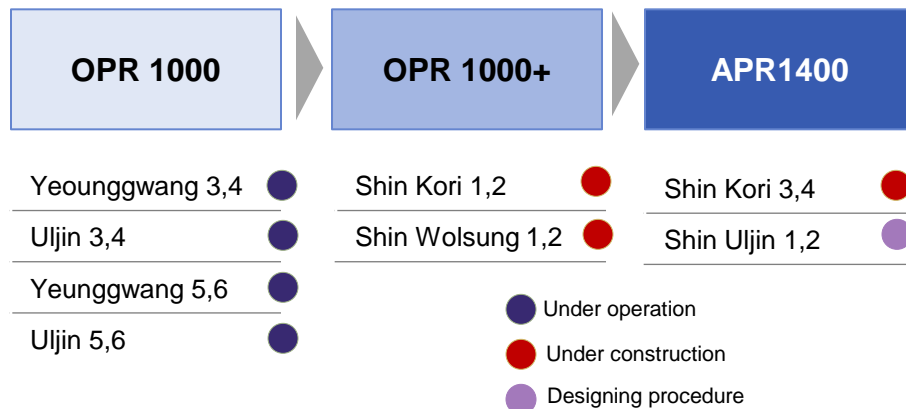 OPR 1000
OPR 1000+
APR1400
Yeounggwang 3,4
Uljin 3,4
Yeunggwang 5,6
Uljin 5,6
Shin Kori 1,2
Shin Wolsung 1,2
Shin Kori 3,4
Shin Uljin 1,2
Under operation
Under construction
Designing procedure